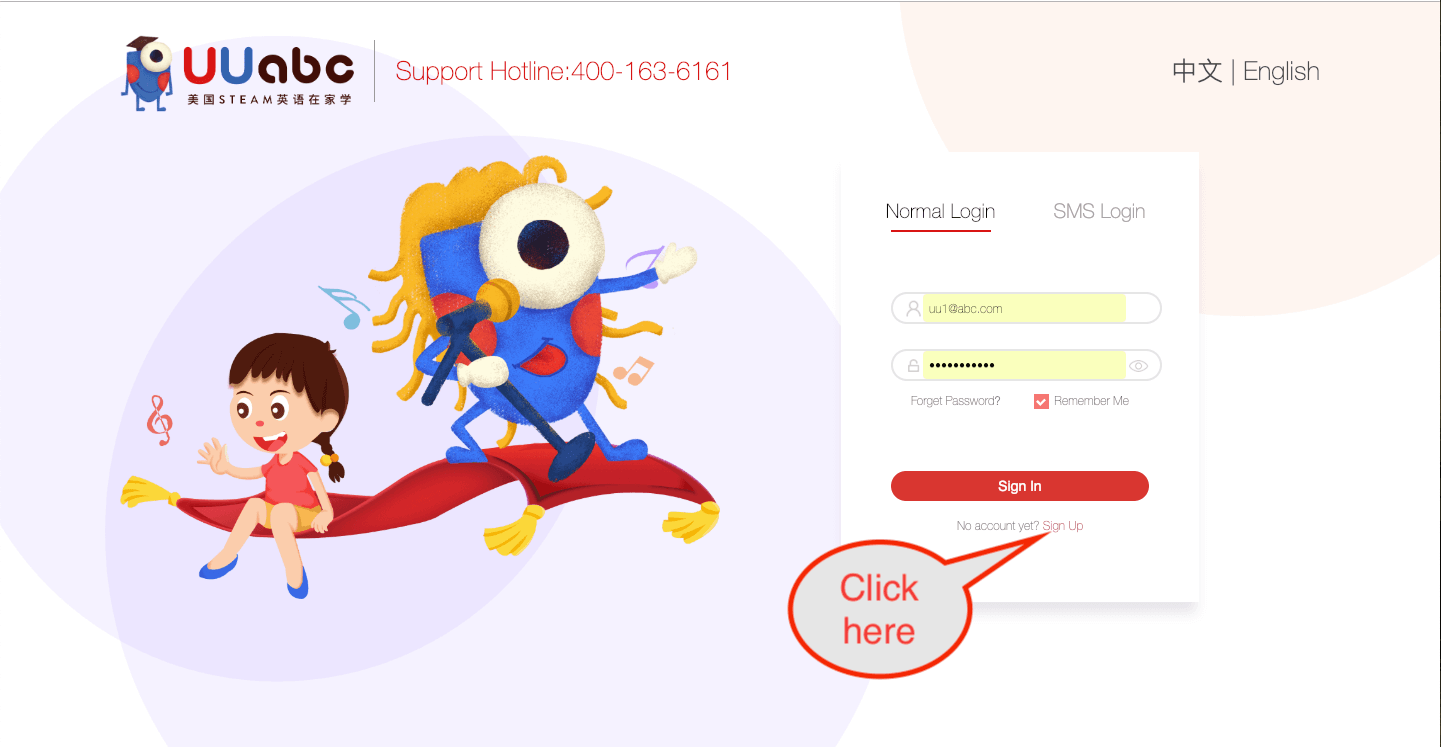 UUabc
美国STEAM英语在家学
Support Hotline:400-163-6161
中文 | English
Normal Login
SMS Login
uu1@abc.com
•••••••••••
Forget Password?
Remember Me
Sign In
No account yet? Sign Up
Click
here